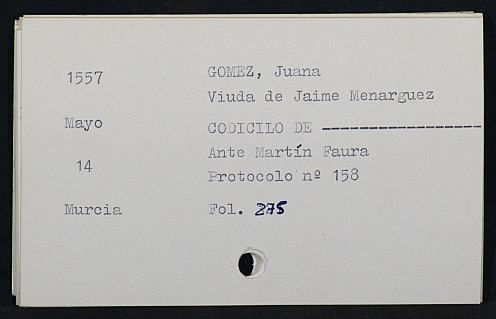 1557
GOMEZ, Juana
Viuda de Jaime Menarguez
Mayo
CODICILO DE -----------------
Ante Martín Faura
14
Protocolo nº 158
Murcia
Fol. 275